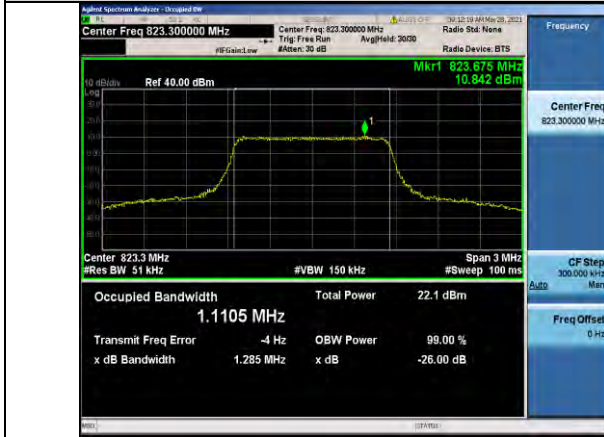 Agilent Spectrum Analyzer - Occupied BW
Center Freq 823.300000 MHz
Center Freq: 823.300000 MHz
Radio Std: None
Frequency
Trig: Free Run
Avg|Held: 30/30
#IFGain:Low
#Atten: 30 dB
Radio Device: BTS
Mkr1 823.675 MHz
10.842 dBm
10 dB/div
Ref 40.00 dBm
Log
1
Center Freq
823.300000 MHz
Center 823.3 MHz
Span 3 MHz
#Res BW 51 kHz
#VBW 150 kHz
#Sweep 100 ms
CF Step
300.000 kHz
Auto Man
Occupied Bandwidth
Total Power
22.1 dBm
1.1105 MHz
Freq Offset
0 Hz
Transmit Freq Error
-4 Hz
OBW Power
99.00 %
x dB Bandwidth
1.285 MHz
x dB
-26.00 dB
MSG
STATUS